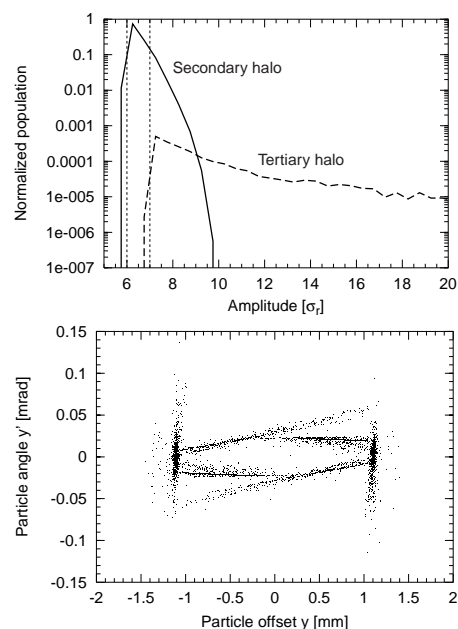 Normalized population
1
0.1
0.1
0.001
0.0001
1e-005
1e-006
1e-007
Secondary halo
Tertiary halo
6 8 10 12 14 16 18 20
Amplitude [σr]
Particle angle y' [mrad]
0.15
0.1
0.05
0
-0.05
-0.1
-0.15
-2 -1.5 -1 -0.5 0 0.5 1 1.5 2
Particle offset y [mm]